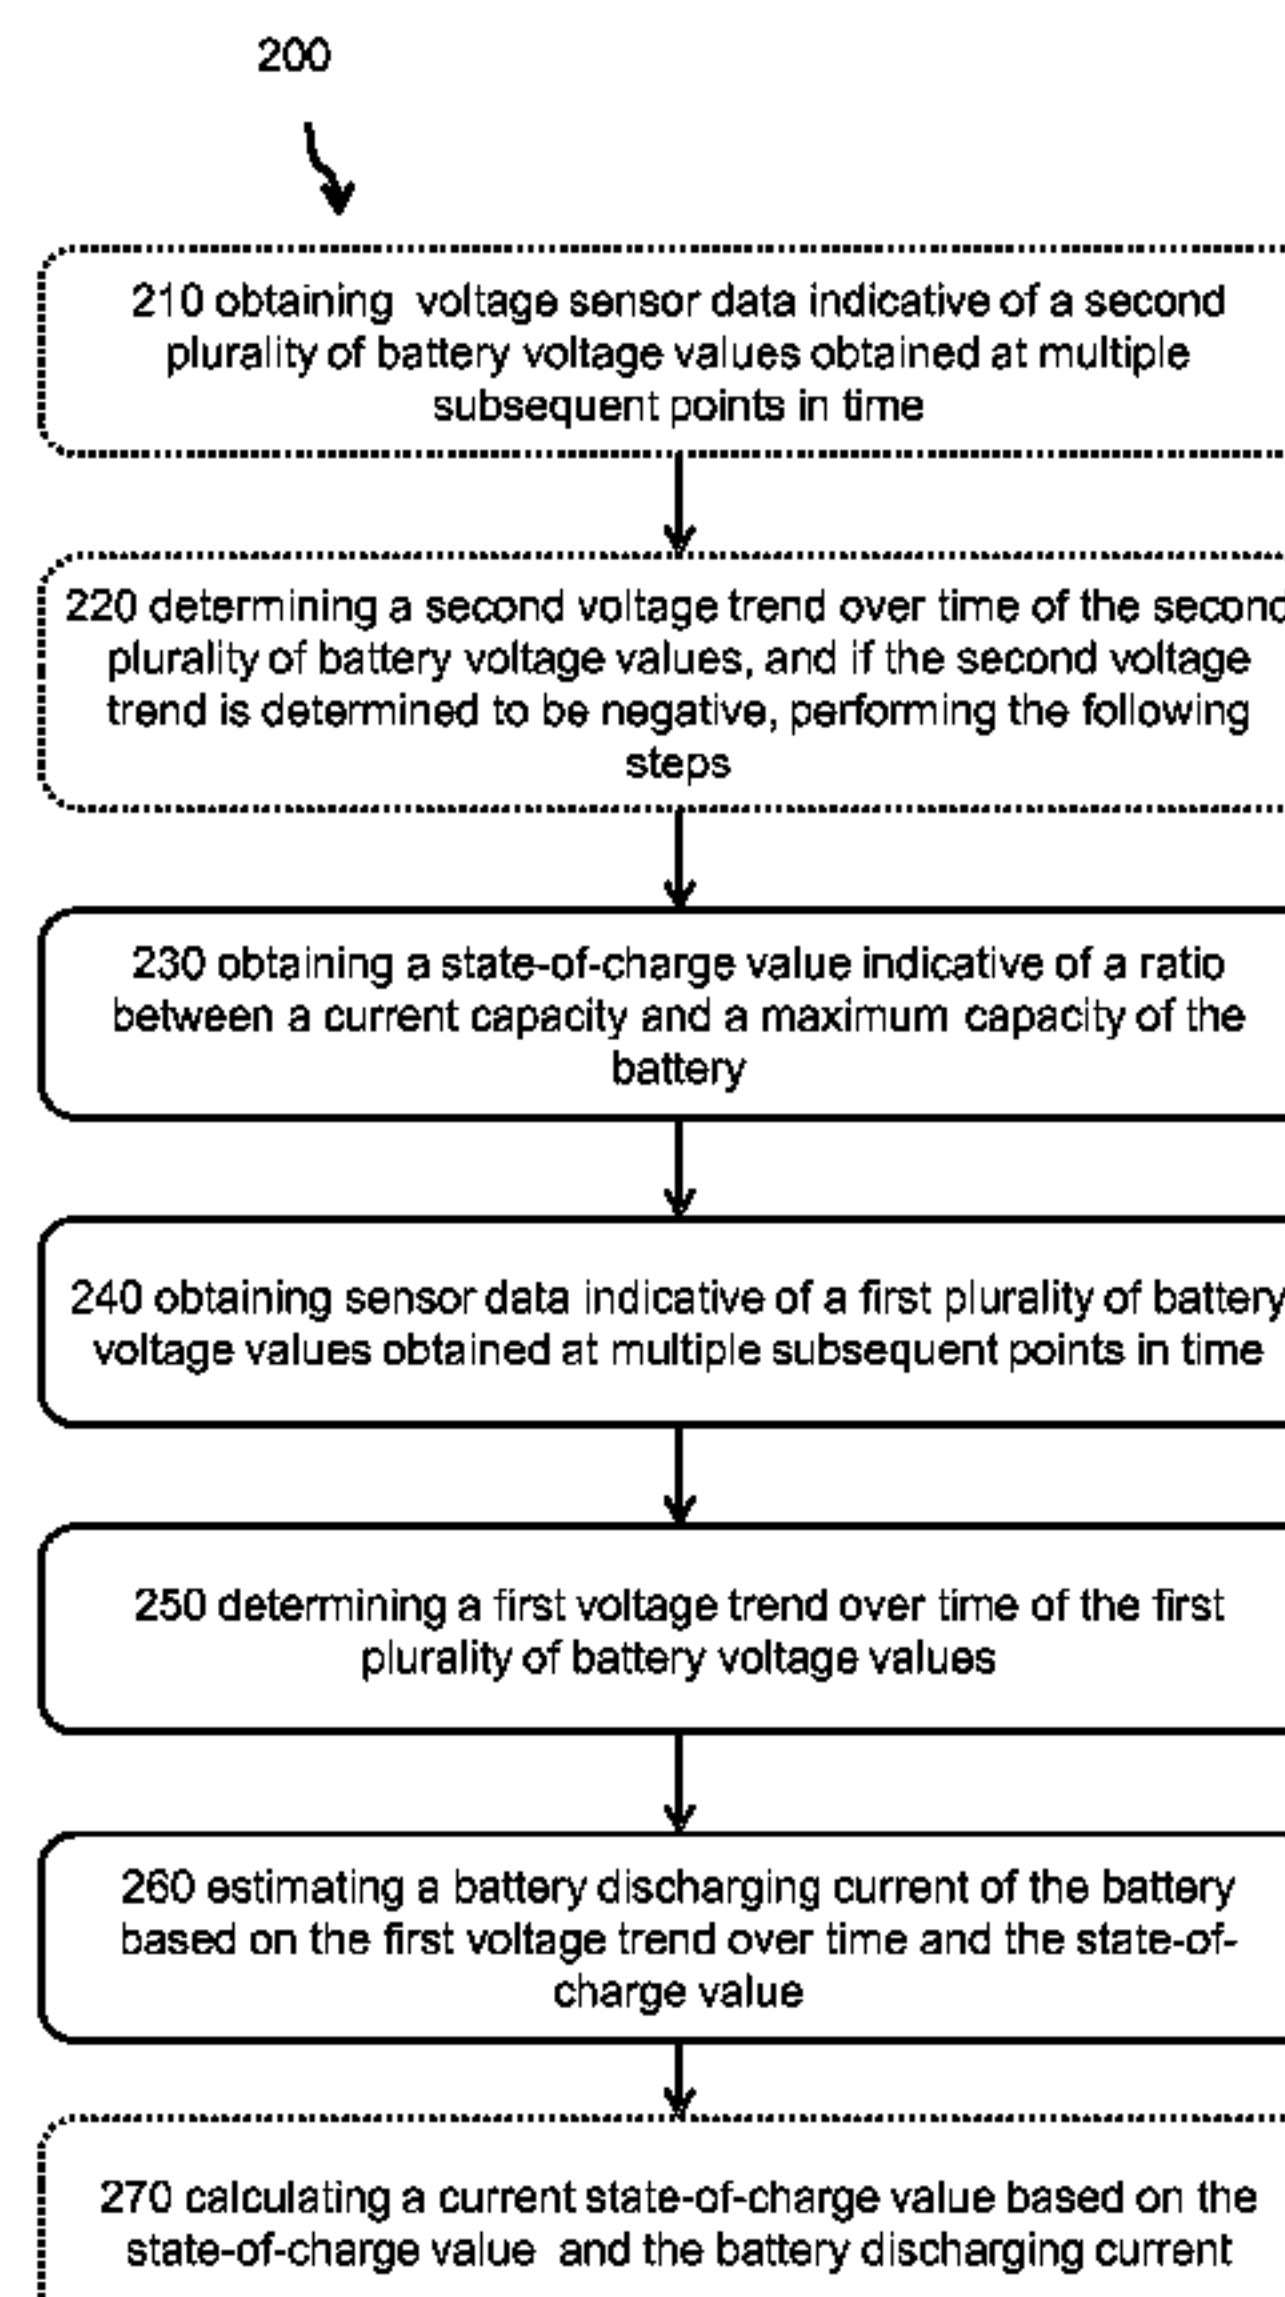 200
210 obtaining voltage sensor data indicative of a second
plurality of battery voltage values obtained at multiple
subsequent points in time
220 determining a second voltage trend over time of the second
plurality of battery voltage values, and if the second voltage
trend is determined to be negative, performing the following
steps
230 obtaining a state-of-charge value indicative of a ratio
between a current capacity and a maximum capacity of the
battery
240 obtaining sensor data indicative of a first plurality of battery
voltage values obtained at multiple subsequent points in time
250 determining a first voltage trend over time of the first
plurality of battery voltage values
260 estimating a battery discharging current of the battery
based on the first voltage trend over time and the state-of-
charge value
270 calculating a current state-of-charge value based on the
state-of-charge value and the battery discharging current